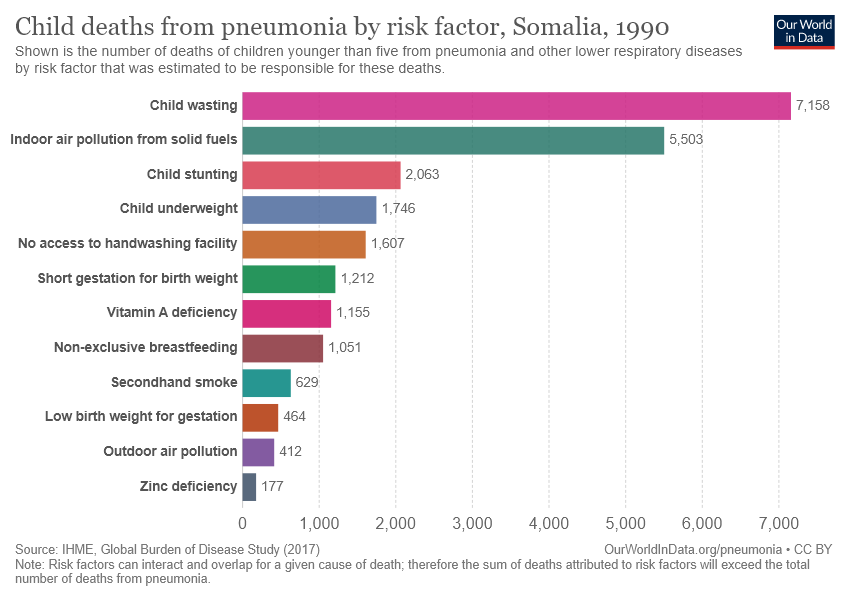 Child deaths from pneumonia by risk factor, Somalia, 1990
Our World
in Data
Shown is the number of deaths of children younger than five from pneumonia and other lower respiratory diseases
by risk factor that was estimated to be responsible for these deaths.
Child wasting 7,158
Indoor air pollution from solid fuels 5,503
Child stunting 2,063
Child underweight 1,746
No access to handwashing facility 1,607
Short gestation for birth weight 1,212
Vitamin A deficiency 1,155
Non-exclusive breastfeeding 1,051
Secondhand smoke 629
Low birth weight for gestation 464
Outdoor air pollution 412
Zinc deficiency 177
0 1,000 2,000 3,000 4,000 5,000 6,000 7,000
Source: IHME, Global Burden of Disease Study (2017) OurWorldInData.org/pneumonia • CC BY
Note: Risk factors can interact and overlap for a given cause of death; therefore the sum of deaths attributed to risk factors will exceed the total
number of deaths from pneumonia.